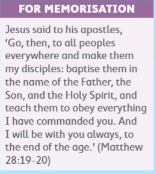 FOR MEMORISATION
Jesus said to his apostles,
'Go, then, to all peoples
everywhere and make them
my disciples: baptise them in
the name of the Father, the
Son, and the Holy Spirit, and
teach them to obey everything
I have commanded you. And
I will be with you always, to
the end of the age.' (Matthew
28:19-20)